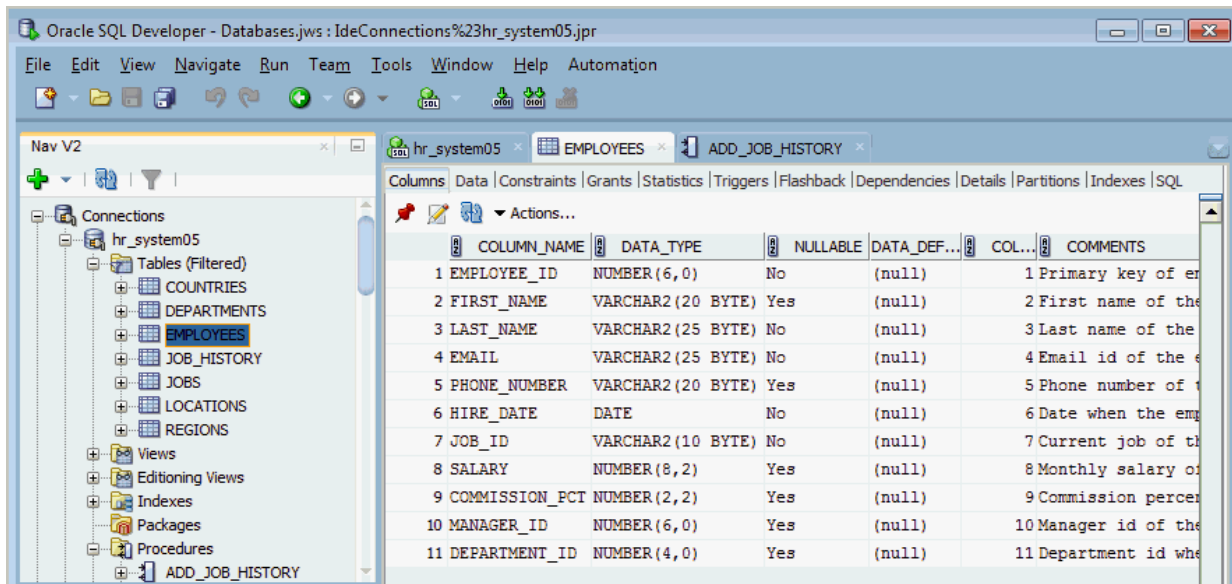 Oracle SQL Developer - Databases.jws : IdeConnections%23hr_system05.jpr
File Edit View Navigate Run Team Tools Window Help Automation
Nav V2
Connections
hr_system05
Tables (Filtered)
COUNTRIES
DEPARTMENTS
EMPLOYEES
JOB_HISTORY
JOBS
LOCATIONS
REGIONS
Views
Editioning Views
Indexes
Packages
Procedures
ADD_JOB_HISTORY
hr_system05 EMPLOYEES ADD_JOB_HISTORY
Columns | Data | Constraints | Grants | Statistics | Triggers | Flashback | Dependencies | Details | Partitions | Indexes | SQL
Actions...
COLUMN_NAME DATA_TYPE NULLABLE DATA_DEF... COL... COMMENTS
1 EMPLOYEE_ID NUMBER(6,0) No (null) 1 Primary key of em
2 FIRST_NAME VARCHAR2(20 BYTE) Yes (null) 2 First name of the
3 LAST_NAME VARCHAR2(25 BYTE) No (null) 3 Last name of the
4 EMAIL VARCHAR2(25 BYTE) No (null) 4 Email id of the e
5 PHONE_NUMBER VARCHAR2(20 BYTE) Yes (null) 5 Phone number of t
6 HIRE_DATE DATE No (null) 6 Date when the emp
7 JOB_ID VARCHAR2(10 BYTE) No (null) 7 Current job of th
8 SALARY NUMBER(8,2) Yes (null) 8 Monthly salary of
9 COMMISSION_PCT NUMBER(2,2) Yes (null) 9 Commission percen
10 MANAGER_ID NUMBER(6,0) Yes (null) 10 Manager id of the
11 DEPARTMENT_ID NUMBER(4,0) Yes (null) 11 Department id whe